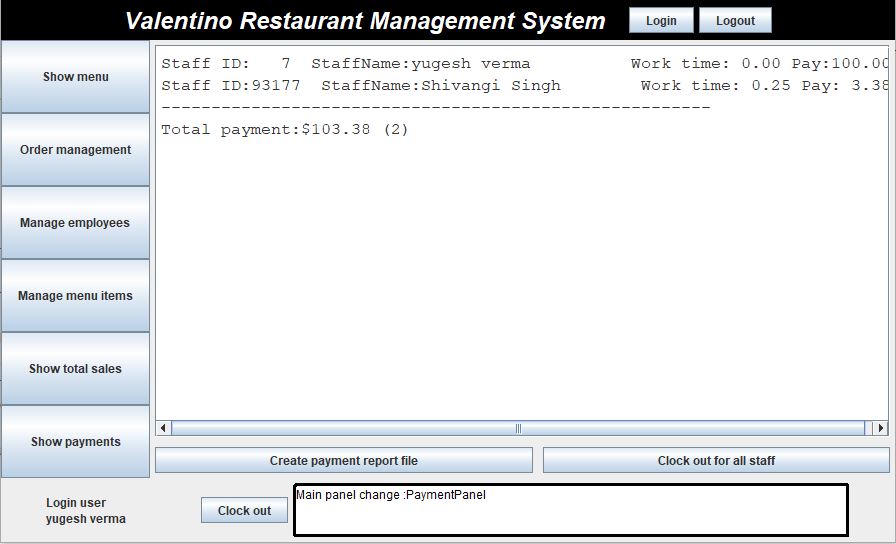 Valentino Restaurant Management System Login Logout
Show menu
Order management
Manage employees
Manage menu items
Show total sales
Show payments
Staff ID:   7  StaffName:yugesh verma          Work time: 0.00 Pay:100.00
Staff ID:93177  StaffName:Shivangi Singh        Work time: 0.25 Pay: 3.38
-------------------------------------------------------
Total payment:$103.38 (2)
Create payment report file Clock out for all staff
Login user
yugesh verma
Clock out
Main panel change :PaymentPanel